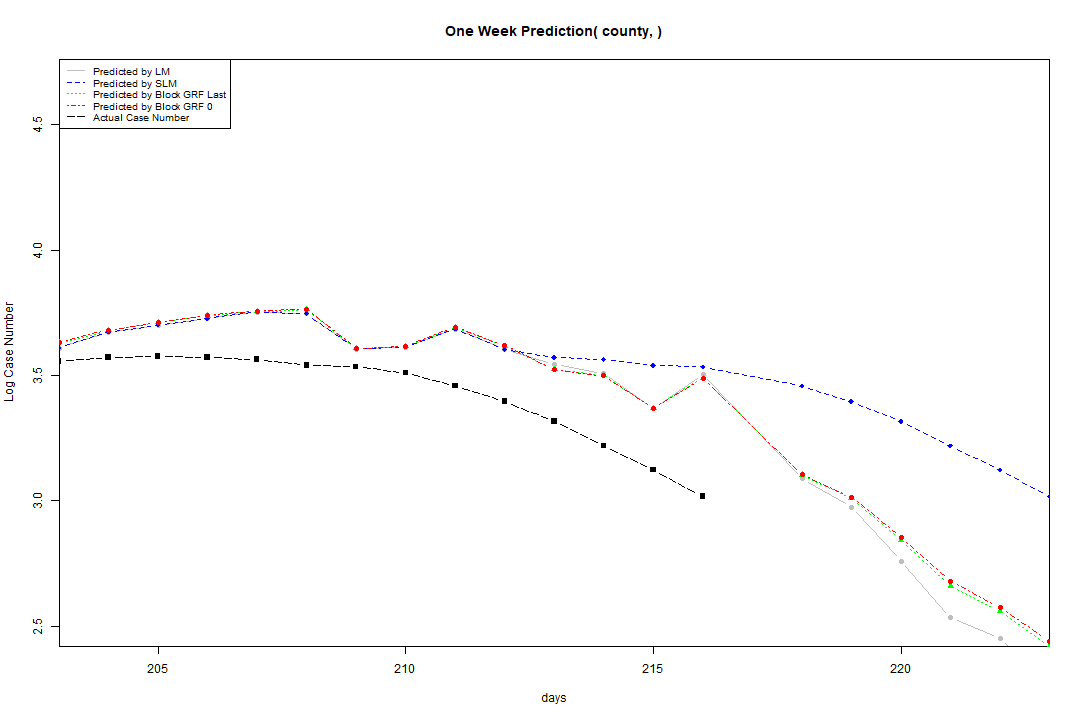 One Week Prediction( county, )
Predicted by LM
Predicted by SLM
Predicted by Block GRF Last
Predicted by Block GRF 0
Actual Case Number
4.5
4.0
3.5
3.0
2.5
Log Case Number
205 210 215 220
days